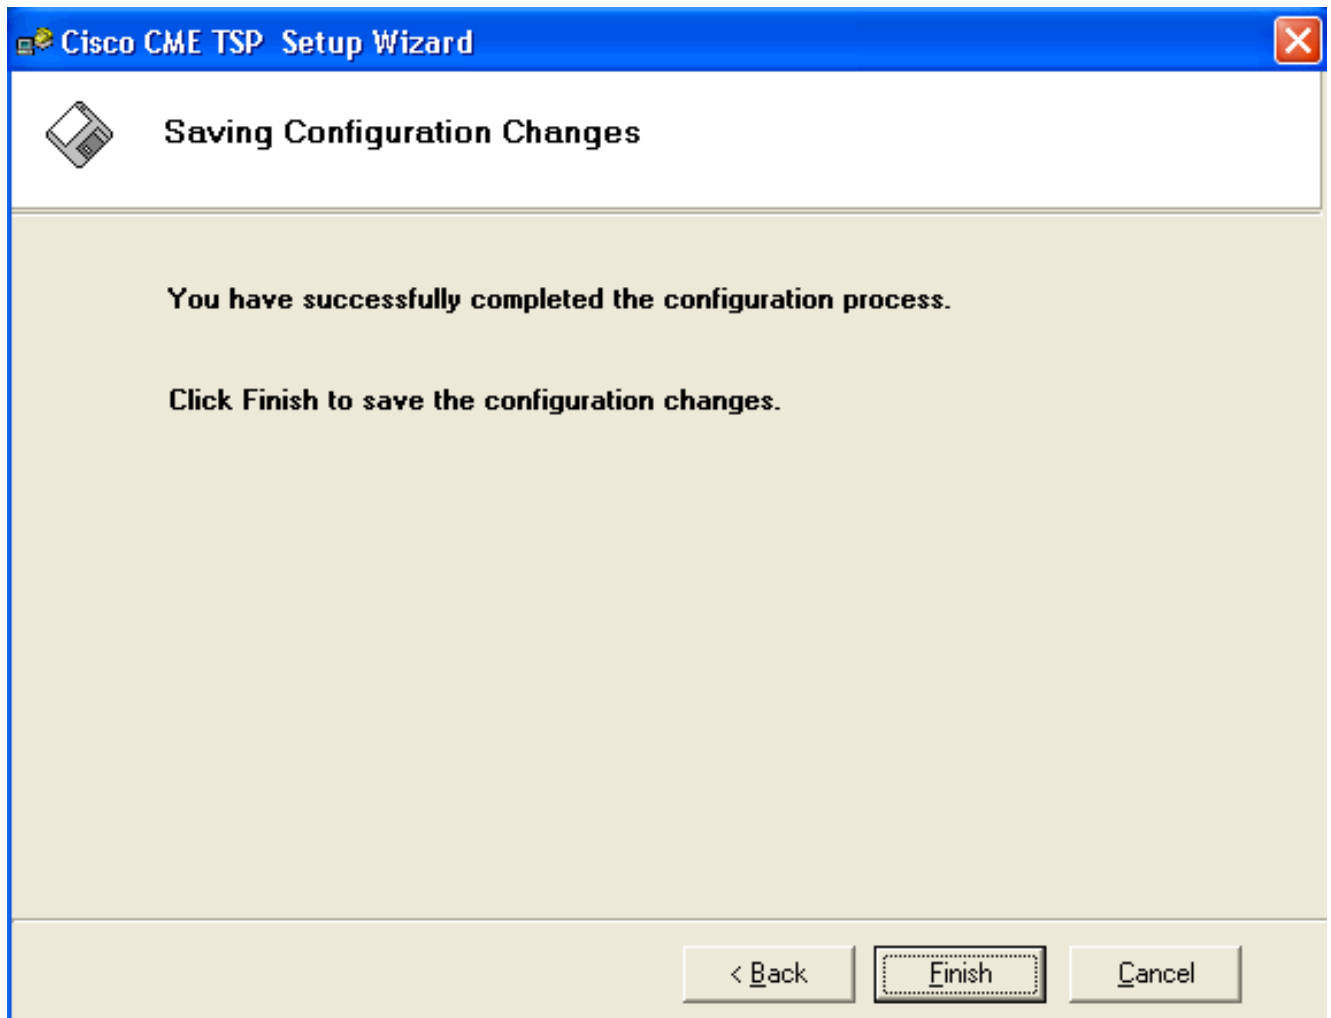 Cisco CME TSP  Setup Wizard
Saving Configuration Changes
You have successfully completed the configuration process.
Click Finish to save the configuration changes.
< Back
Finish
Cancel